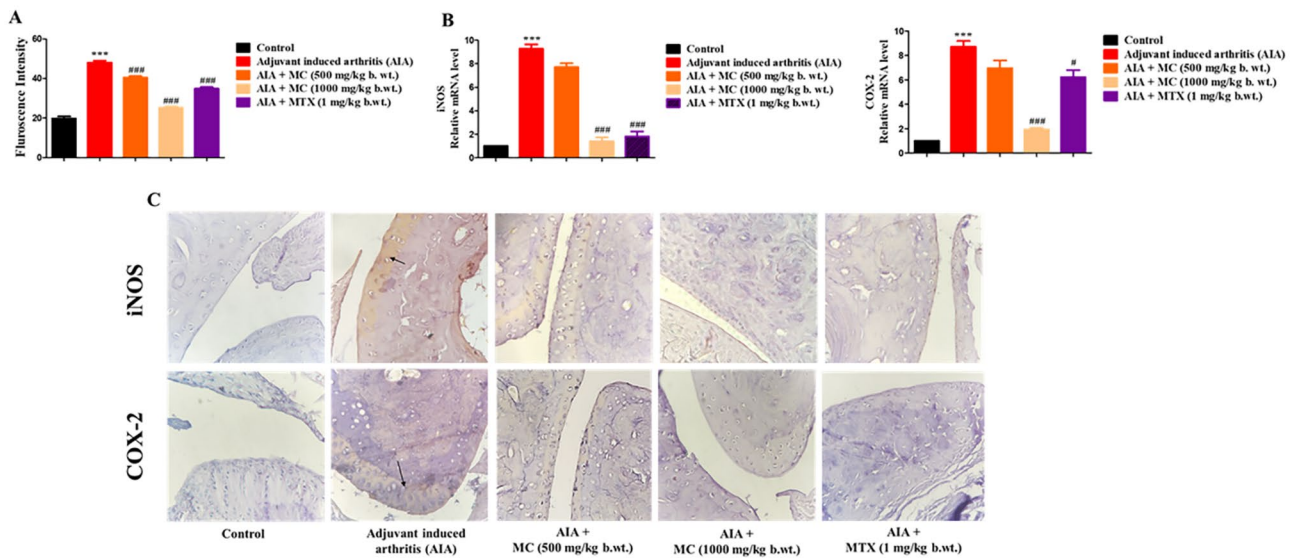 A
Fluroscence Intensity
60
40
20
0
***
###
###
###
Control
Adjuvant induced arthritis (AIA)
AIA + MC (500 mg/kg b. wt.)
AIA + MC (1000 mg/kg b.wt.)
AIA + MTX (1 mg/kg b.wt.)
B
iNOS
Relative mRNA level
10
8
6
4
2
0
***
###
###
Control
Adjuvant induced arthritis (AIA)
AIA + MC (500 mg/kg b. wt.)
AIA + MC (1000 mg/kg b.wt.)
AIA + MTX (1 mg/kg b.wt.)
COX-2
Relative mRNA level
10
8
6
4
2
0
***
###
#
Control
Adjuvant induced arthritis (AIA)
AIA + MC (500 mg/kg b. wt.)
AIA + MC (1000 mg/kg b.wt.)
AIA + MTX (1 mg/kg b.wt.)
C
iNOS
COX-2
Control
Adjuvant induced
arthritis (AIA)
AIA +
MC (500 mg/kg b.wt.)
AIA +
MC (1000 mg/kg b.wt.)
AIA +
MTX (1 mg/kg b.wt.)